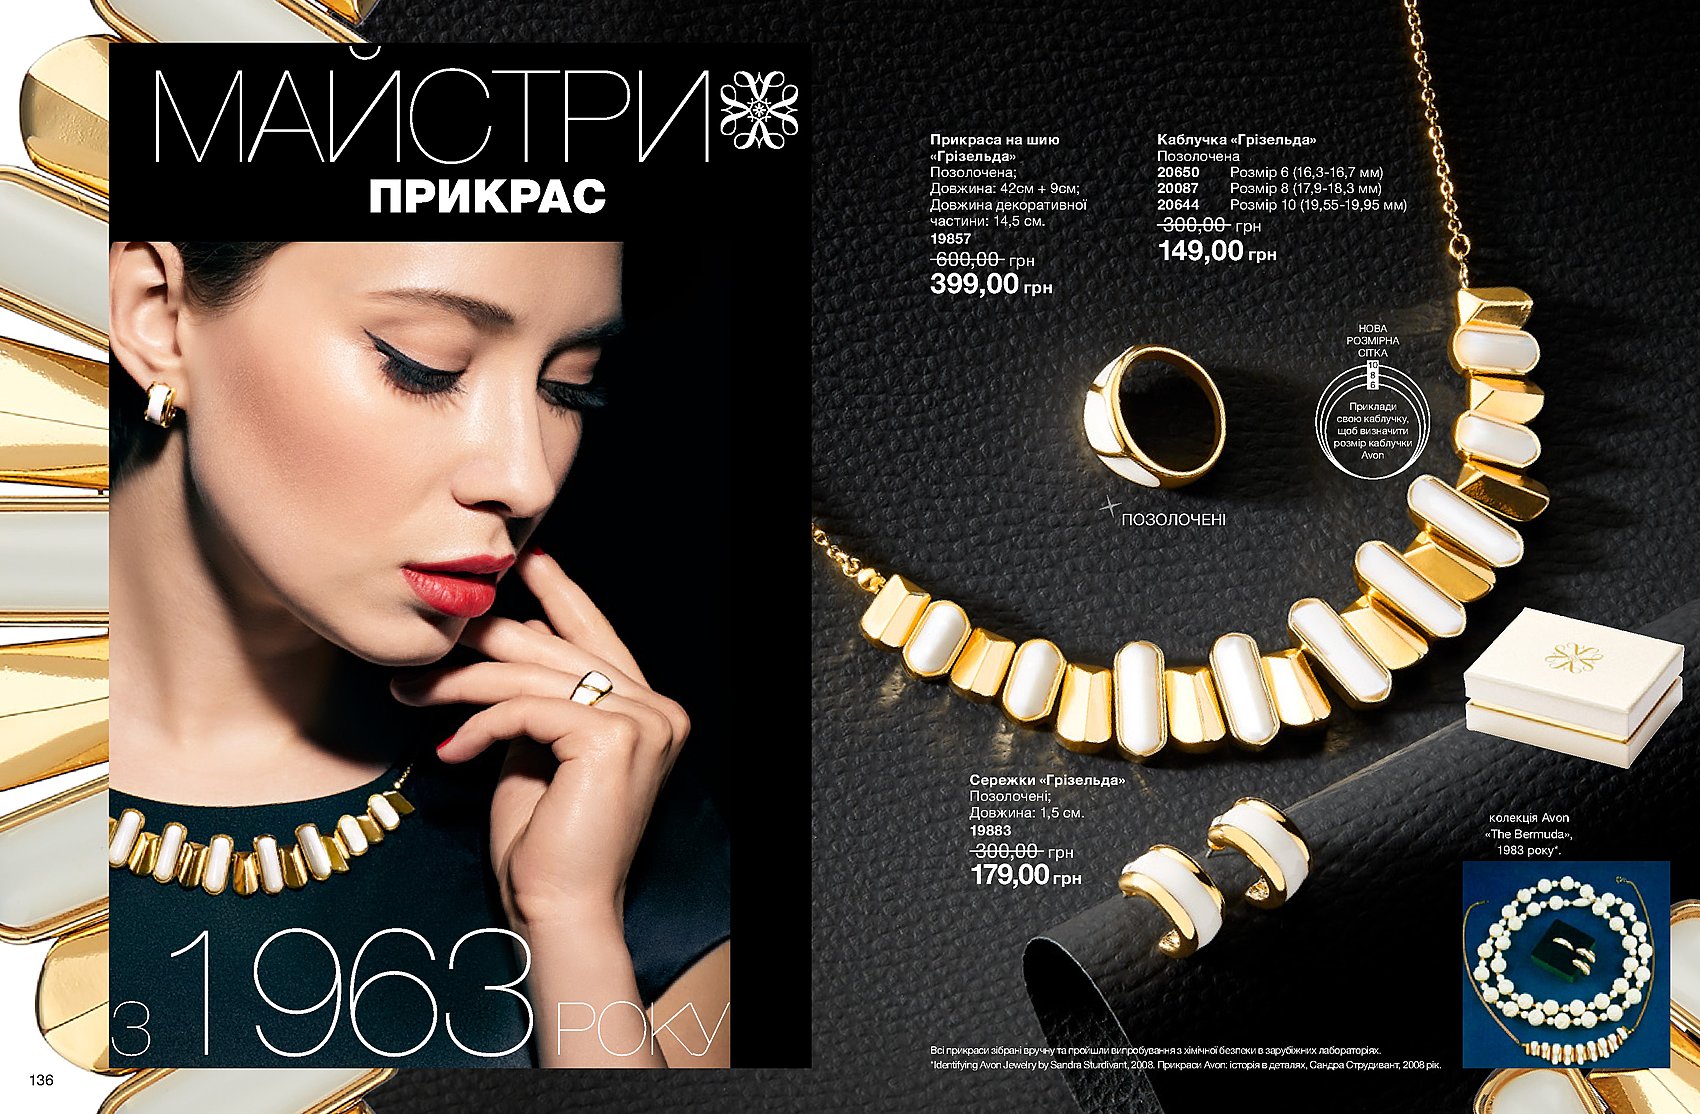 МАЙСТРИ
ПРИКРАС
З 1963 РОКУ
136
Прикраса на шию
«Грізельда»
Позолочена;
Довжина: 42см + 9см;
Довжина декоративної
частини: 14,5 см.
19857
600,00 грн
399,00 грн
Каблучка «Грізельда»
Позолочена
20650 Розмір 6 (16,3-16,7 мм)
20087 Розмір 8 (17,9-18,3 мм)
20644 Розмір 10 (19,55-19,95 мм)
300,00 грн
149,00 грн
НОВА
РОЗМІРНА
СІТКА
10
8
6
Приклади
свою каблучку,
щоб визначити
розмір каблучки
Avon
ПОЗОЛОЧЕНІ
Сережки «Грізельда»
Позолочені;
Довжина: 1,5 см.
19883
300,00 грн
179,00 грн
колекція Avon
«The Bermuda»,
1983 року*.
Всі прикраси зібрані вручну та пройшли випробування з хімічної безпеки в зарубіжних лабораторіях.
*Identifying Avon Jewelry by Sandra Sturdivant, 2008. Прикраси Avon: історія в деталях, Сандра Струдивант, 2008 рік.